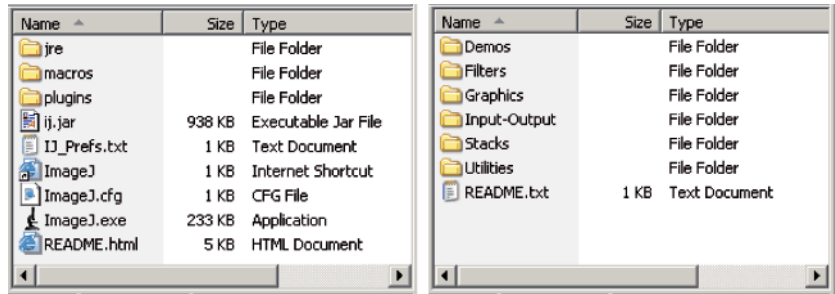 Name Size Type
jre File Folder
macros File Folder
plugins File Folder
ij.jar 938 KB Executable Jar File
IJ_Prefs.txt 1 KB Text Document
ImageJ 1 KB Internet Shortcut
ImageJ.cfg 1 KB CFG File
ImageJ.exe 233 KB Application
README.html 5 KB HTML Document
Name Size Type
Demos File Folder
Filters File Folder
Graphics File Folder
Input-Output File Folder
Stacks File Folder
Utilities File Folder
README.txt 1 KB Text Document